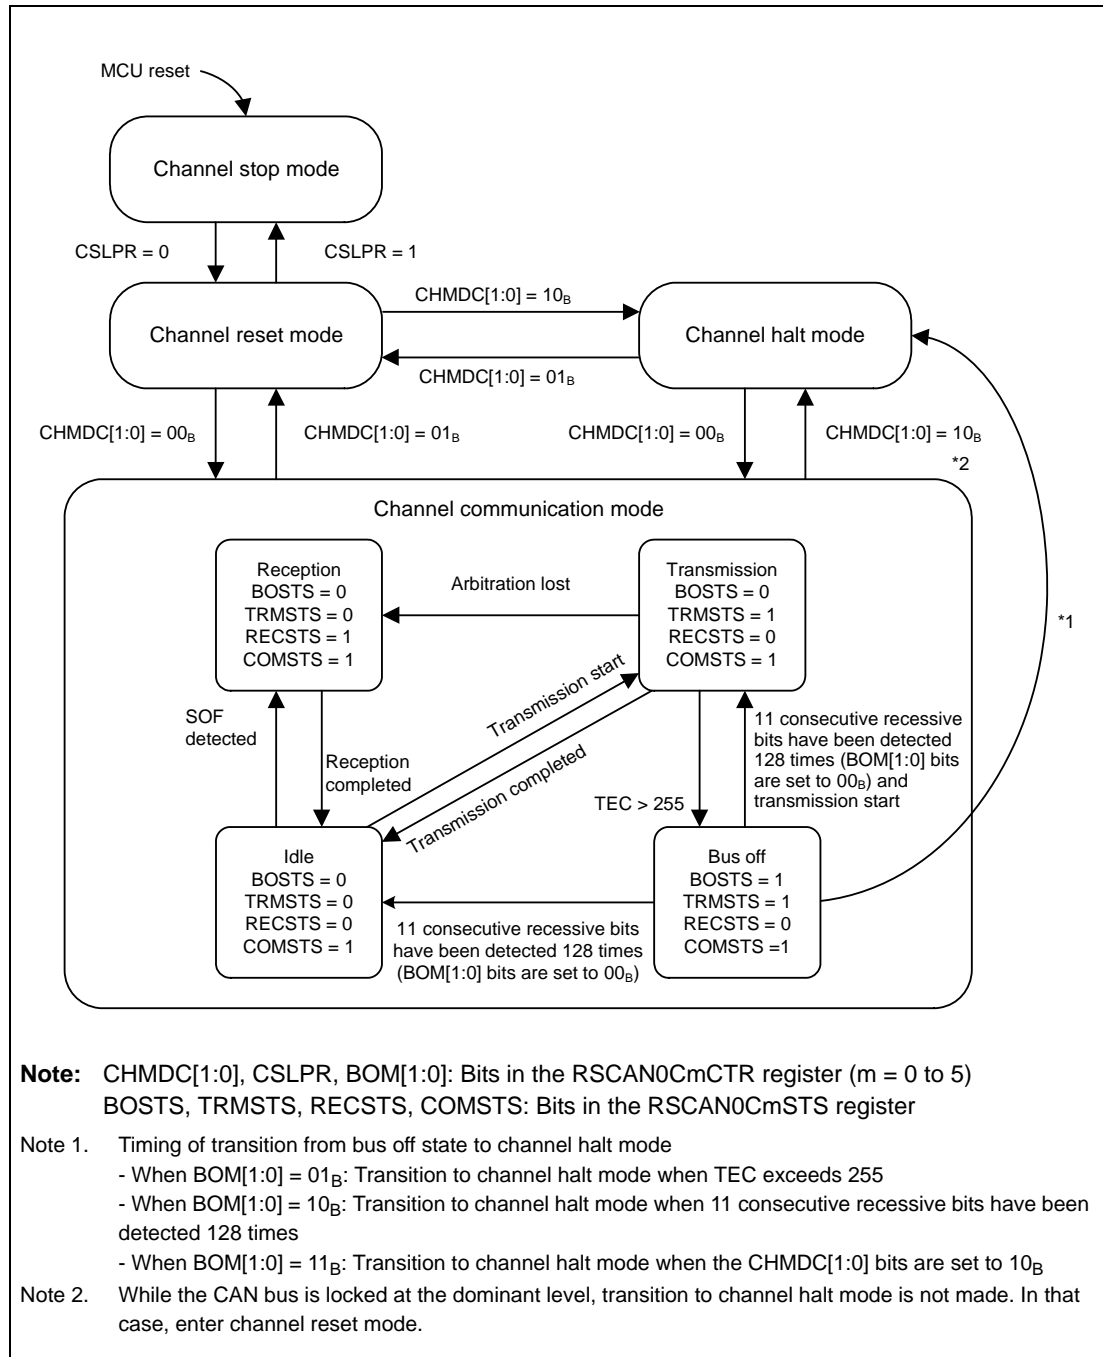 MCU reset
Channel stop mode
CSLPR = 0
CSLPR = 1
CHMDC[1:0] = 10B
Channel reset mode
Channel halt mode
CHMDC[1:0] = 01B
CHMDC[1:0] = 00B
CHMDC[1:0] = 01B
CHMDC[1:0] = 00B
CHMDC[1:0] = 10B
*2
Channel communication mode
Reception
BOSTS = 0
TRMSTS = 0
RECSTS = 1
COMSTS = 1
Arbitration lost
Transmission
BOSTS = 0
TRMSTS = 1
RECSTS = 0
COMSTS = 1
*1
SOF
detected
Reception
completed
Transmission start
Transmission completed
TEC > 255
11 consecutive recessive
bits have been detected
128 times (BOM[1:0] bits
are set to 00B) and
transmission start
Idle
BOSTS = 0
TRMSTS = 0
RECSTS = 0
COMSTS = 1
11 consecutive recessive bits
have been detected 128 times
(BOM[1:0] bits are set to 00B)
Bus off
BOSTS = 1
TRMSTS = 1
RECSTS = 0
COMSTS =1
Note: CHMDC[1:0], CSLPR, BOM[1:0]: Bits in the RSCAN0CmCTR register (m = 0 to 5)
BOSTS, TRMSTS, RECSTS, COMSTS: Bits in the RSCAN0CmSTS register
Note 1. Timing of transition from bus off state to channel halt mode
- When BOM[1:0] = 01B: Transition to channel halt mode when TEC exceeds 255
- When BOM[1:0] = 10B: Transition to channel halt mode when 11 consecutive recessive bits have been
detected 128 times
- When BOM[1:0] = 11B: Transition to channel halt mode when the CHMDC[1:0] bits are set to 10B
Note 2. While the CAN bus is locked at the dominant level, transition to channel halt mode is not made. In that
case, enter channel reset mode.